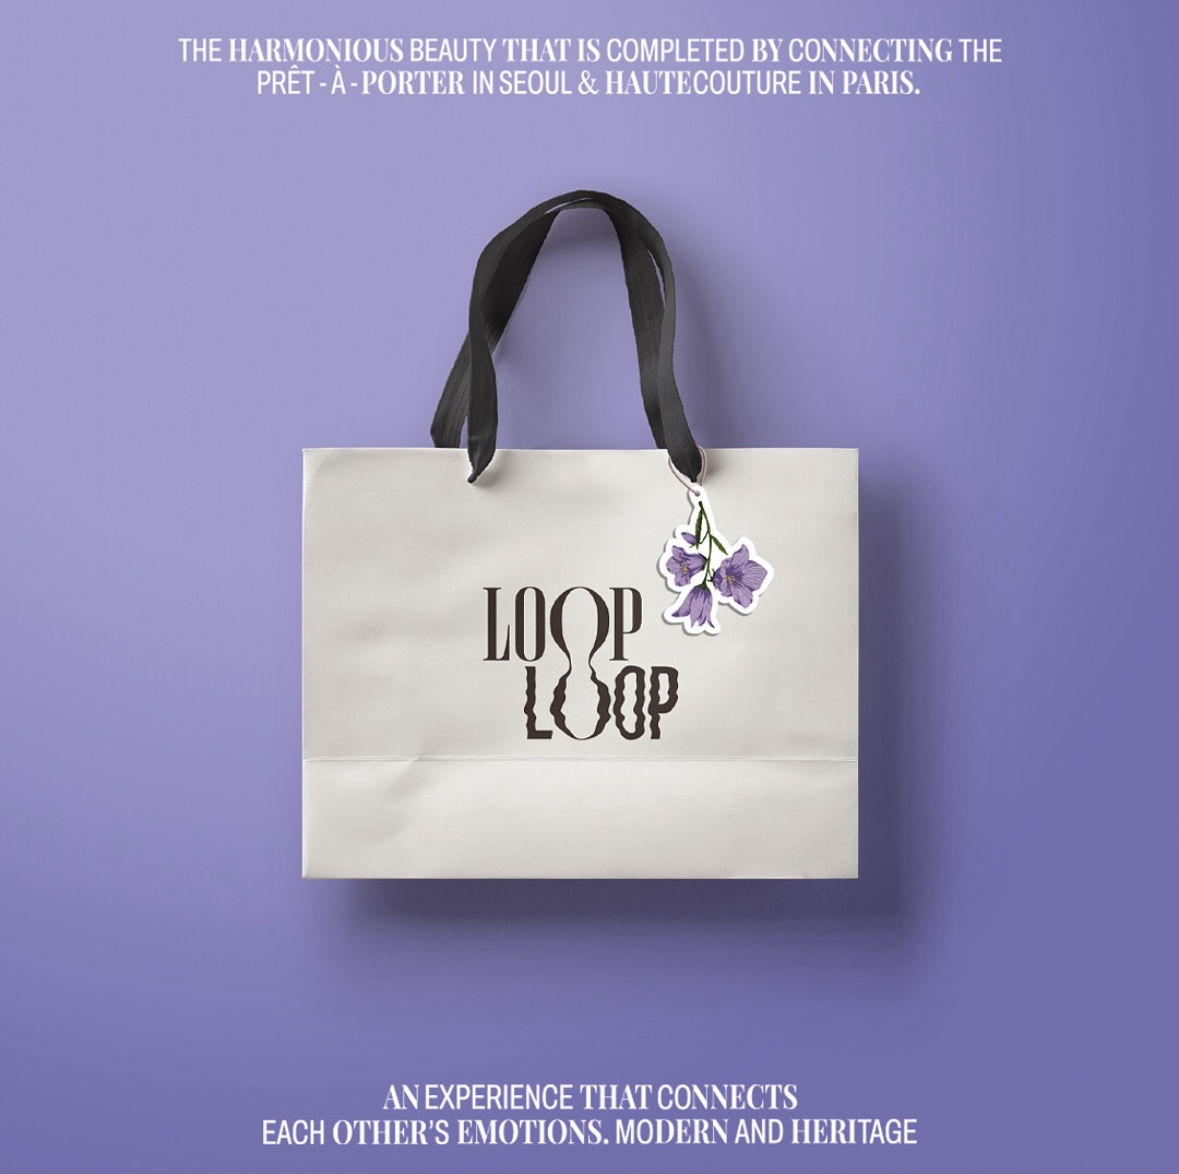 THE HARMONIOUS BEAUTY THAT IS COMPLETED BY CONNECTING THE
PRÊT - À - PORTER IN SEOUL & HAUTECOUTURE IN PARIS.
LOOP
LOOP
AN EXPERIENCE THAT CONNECTS
EACH OTHER'S EMOTIONS. MODERN AND HERITAGE